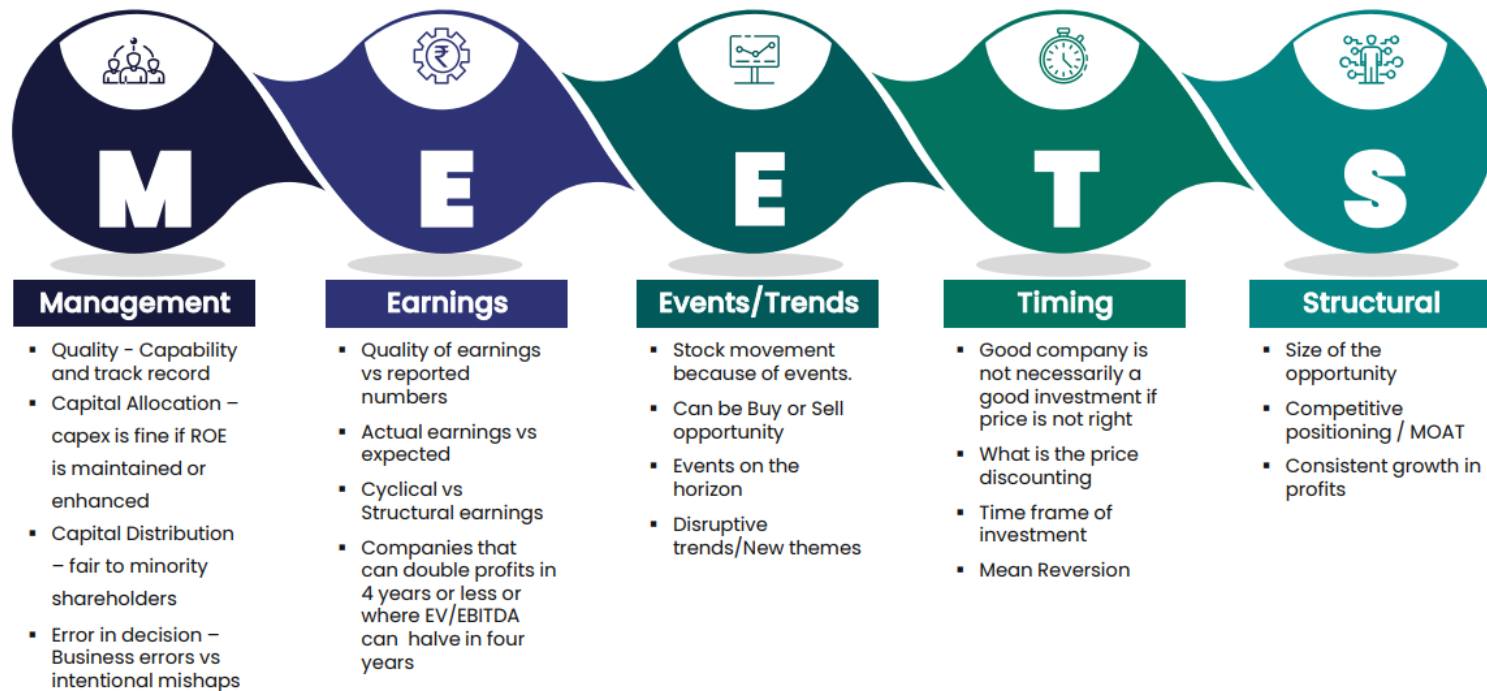 M
E
E
T
S
Management
▪ Quality - Capability
and track record
▪ Capital Allocation –
capex is fine if ROE
is maintained or
enhanced
▪ Capital Distribution
– fair to minority
shareholders
▪ Error in decision –
Business errors vs
intentional mishaps
Earnings
▪ Quality of earnings
vs reported
numbers
▪ Actual earnings vs
expected
▪ Cyclical vs
Structural earnings
▪ Companies that
can double profits in
4 years or less or
where EV/EBITDA
can halve in four
years
Events/Trends
▪ Stock movement
because of events.
▪ Can be Buy or Sell
opportunity
▪ Events on the
horizon
▪ Disruptive
trends/New themes
Timing
▪ Good company is
not necessarily a
good investment if
price is not right
▪ What is the price
discounting
▪ Time frame of
investment
▪ Mean Reversion
Structural
▪ Size of the
opportunity
▪ Competitive
positioning / MOAT
▪ Consistent growth in
profits